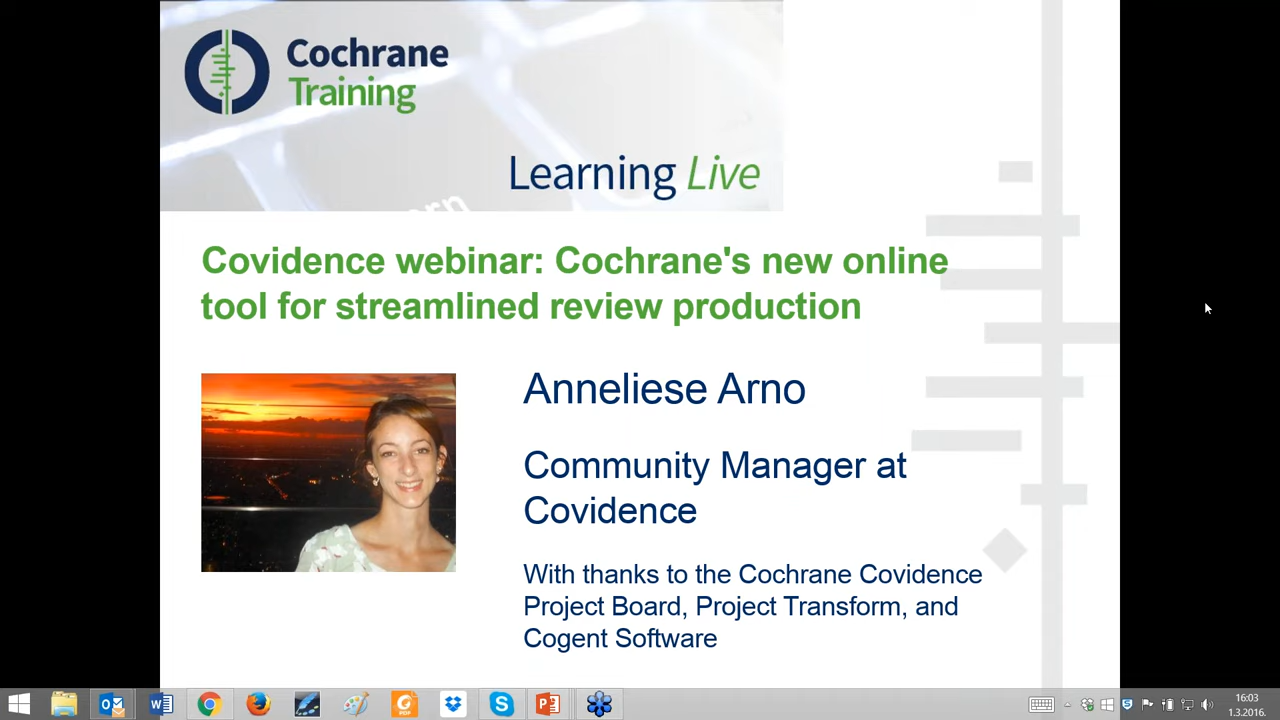 Cochrane
Training
Learning Live
Covidence webinar: Cochrane's new online
tool for streamlined review production
Anneliese Arno
Community Manager at
Covidence
With thanks to the Cochrane Covidence
Project Board, Project Transform, and
Cogent Software
16:03
1.3.2016.